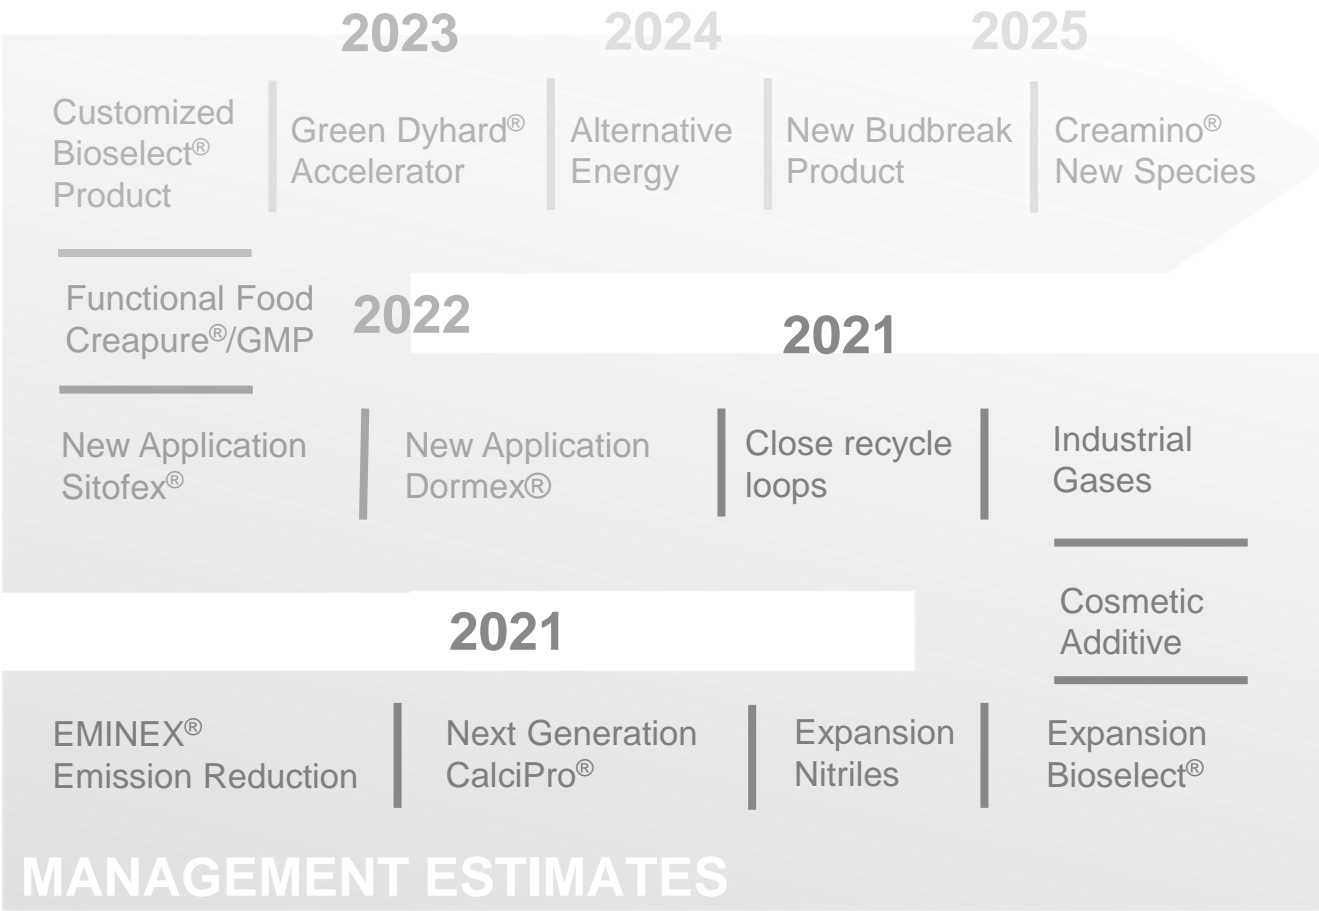 2023
2024
2025
Customized
Bioselect®
Product
Green Dyhard®
Accelerator
Alternative
Energy
New Budbreak
Product
Creamino®
New Species
Functional Food
Creapure®/GMP
2022
2021
New Application
Sitofex®
New Application
Dormex®
Close recycle
loops
Industrial
Gases
2021
Cosmetic
Additive
EMINEX®
Emission Reduction
Next Generation
CalciPro®
Expansion
Nitriles
Expansion
Bioselect®
MANAGEMENT ESTIMATES